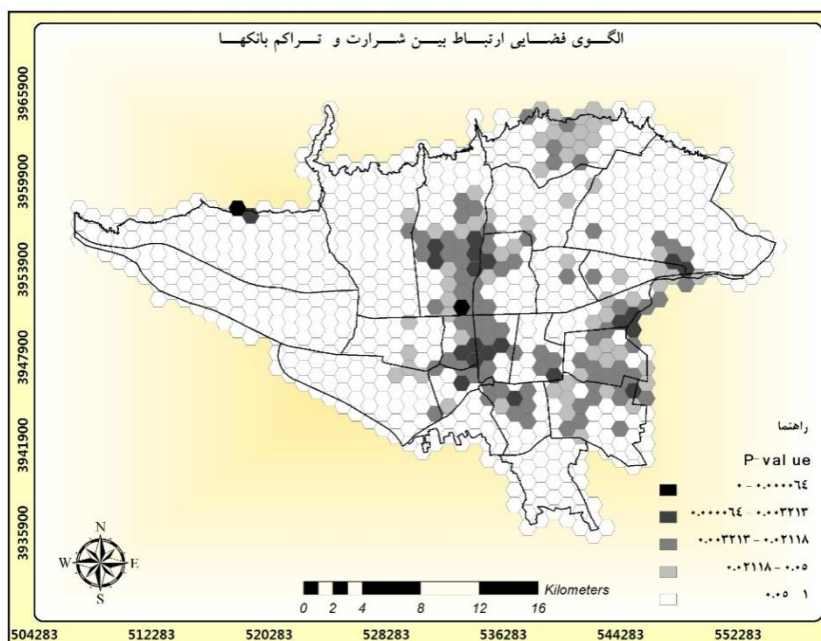 الگوی فضایی ارتباط بین شرارت و تراکم بانکها
3965900
3959900
3953900
3947900
3941900
3935900
راهنما
P-value
۰ - ۰.۰۰۰۰۶۴
۰.۰۰۰۰۶۴ - ۰.۰۰۳۲۱۳
۰.۰۰۳۲۱۳ - ۰.۰۲۱۱۸
۰.۰۲۱۱۸ - ۰.۰۵
۰.۰۵ ۱
N
W E
S
Kilometers
0 2 4 8 12 16
504283 512283 520283 528283 536283 544283 552283